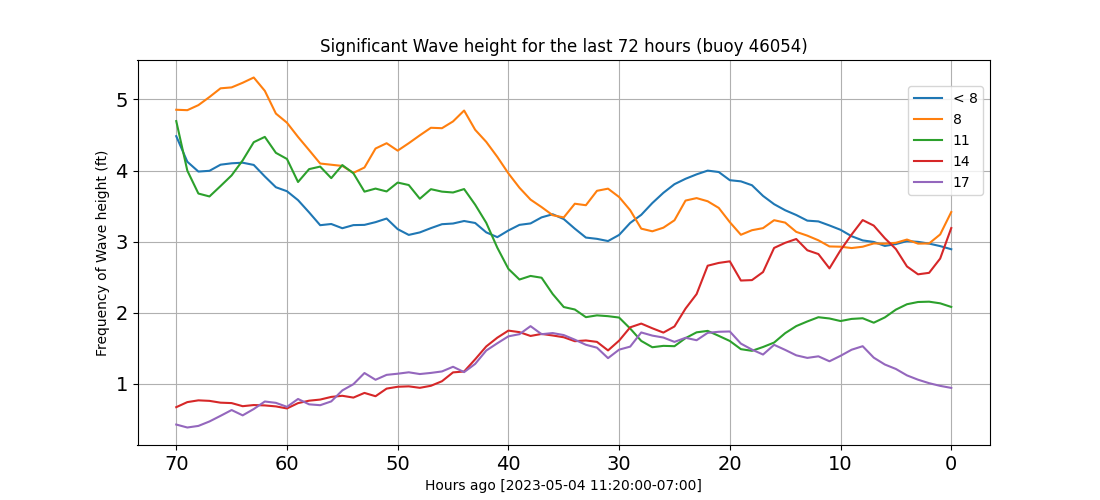 Significant Wave height for the last 72 hours (buoy 46054)
Frequency of Wave height (ft)
5
4
3
2
1
< 8
8
11
14
17
70 60 50 40 30 20 10 0
Hours ago [2023-05-04 11:20:00-07:00]